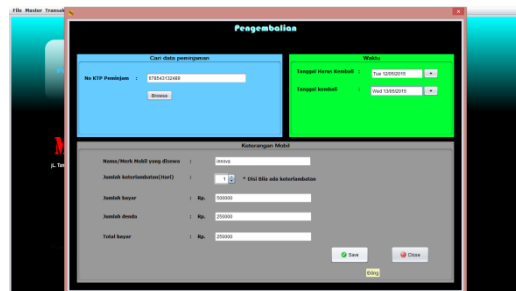 File Master Transak
Pengembalian
Cari data peminjaman
No KTP Peminjam :
Browse
Waktu
Tanggal Harus Kembali : Tue 12/05/2015
Tanggal kembali : Wed 13/05/2015
Keterangan Mobil
Nama/Merk Mobil yang disewa : innova
Jumlah keterlambatan(Hari) : 1 * Diisi Bila ada keterlambatan
Jumlah bayar : Rp. 500000
Jumlah denda : Rp. 250000
Total bayar : Rp. 250000
Save Close